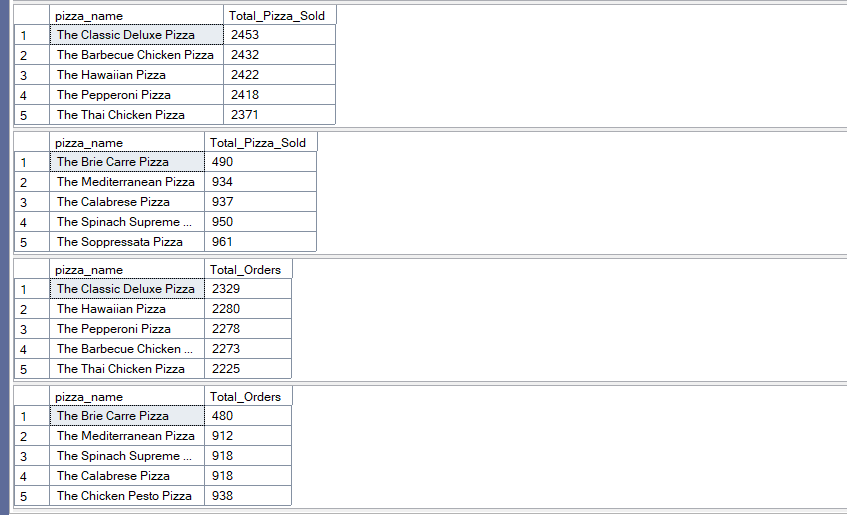 pizza_name Total_Pizza_Sold
1 The Classic Deluxe Pizza 2453
2 The Barbecue Chicken Pizza 2432
3 The Hawaiian Pizza 2422
4 The Pepperoni Pizza 2418
5 The Thai Chicken Pizza 2371
pizza_name Total_Pizza_Sold
1 The Brie Carre Pizza 490
2 The Mediterranean Pizza 934
3 The Calabrese Pizza 937
4 The Spinach Supreme ... 950
5 The Soppressata Pizza 961
pizza_name Total_Orders
1 The Classic Deluxe Pizza 2329
2 The Hawaiian Pizza 2280
3 The Pepperoni Pizza 2278
4 The Barbecue Chicken ... 2273
5 The Thai Chicken Pizza 2225
pizza_name Total_Orders
1 The Brie Carre Pizza 480
2 The Mediterranean Pizza 912
3 The Spinach Supreme ... 918
4 The Calabrese Pizza 918
5 The Chicken Pesto Pizza 938